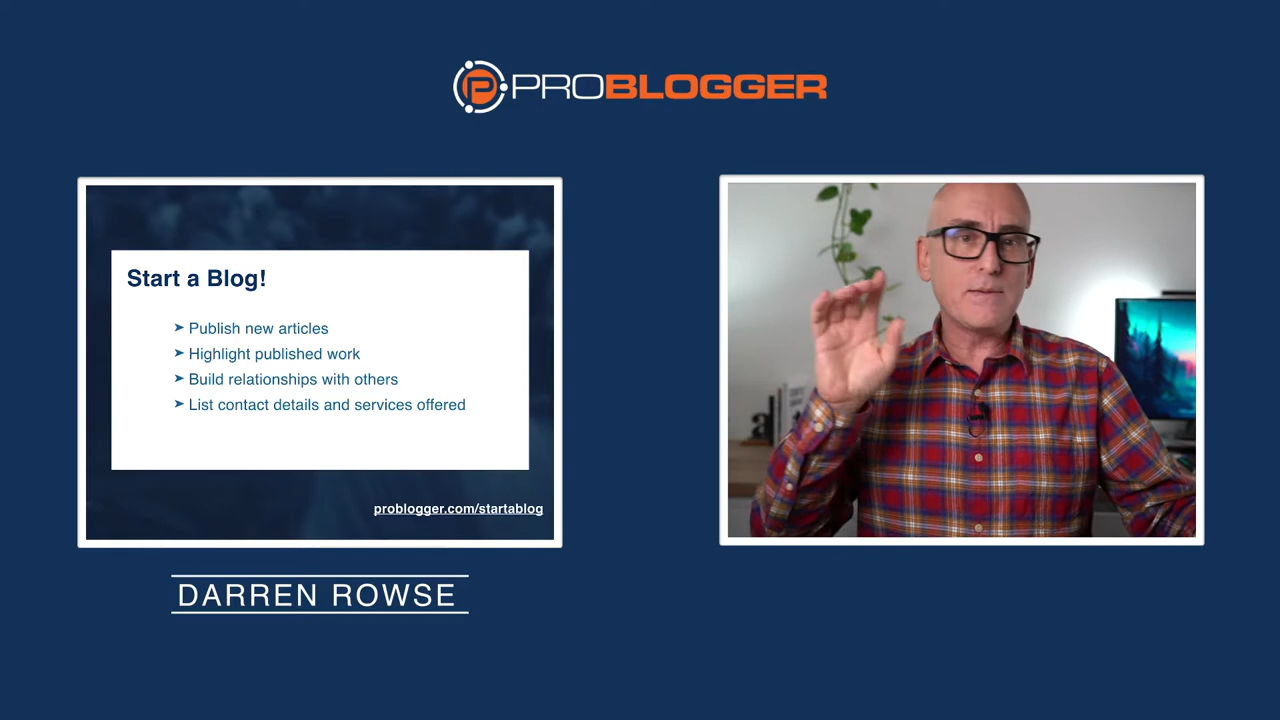 PROBLOGGER
Start a Blog!
➤ Publish new articles
➤ Highlight published work
➤ Build relationships with others
➤ List contact details and services offered
problogger.com/startablog
DARREN ROWSE